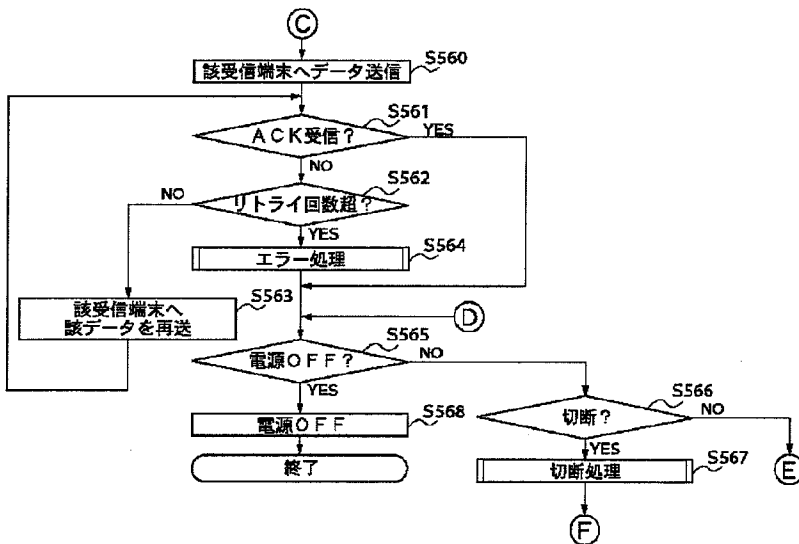 C
該受信端末へデータ送信
S560
ACK受信?
S561
YES
NO
リトライ回数超?
S562
NO
YES
エラー処理
S564
該受信端末へ
該データを再送
S563
D
電源OFF?
S565
NO
YES
電源OFF
S568
終了
切断?
S566
NO
YES
切断処理
S567
E
F